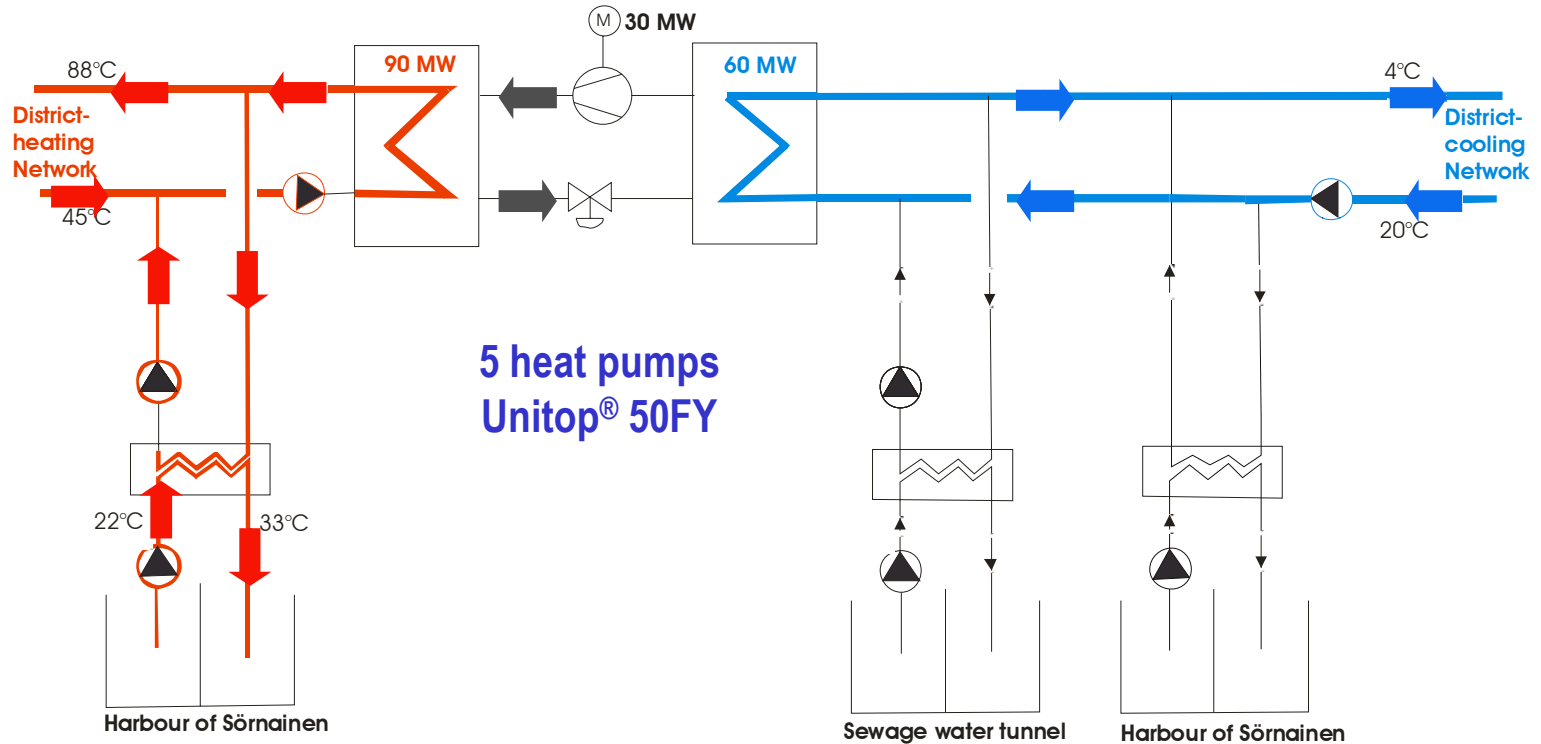 M
30 MW
88°C
90 MW
60 MW
4°C
District-
heating
Network
District-
cooling
Network
45°C
20°C
5 heat pumps
Unitop® 50FY
22°C
33°C
Harbour of Sörnainen
Sewage water tunnel
Harbour of Sörnainen